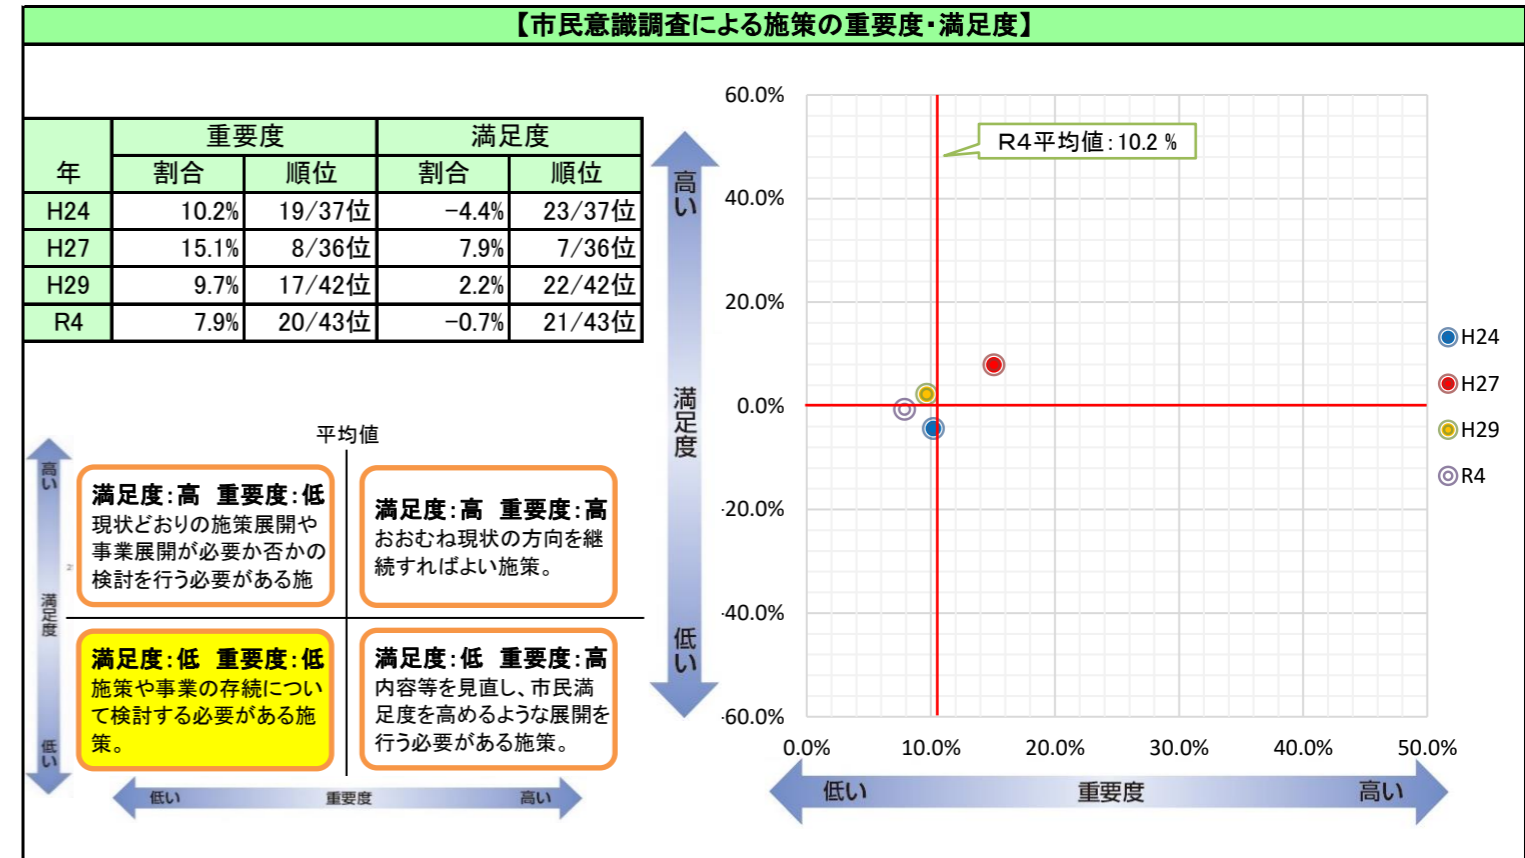 【市民意識調査による施策の重要度・満足度】
年 重要度 満足度
割合 順位 割合 順位
H24 10.2% 19/37位 -4.4% 23/37位
H27 15.1% 8/36位 7.9% 7/36位
H29 9.7% 17/42位 2.2% 22/42位
R4 7.9% 20/43位 -0.7% 21/43位
平均値
高い
満足度
低い
満足度：高 重要度：低
現状どおりの施策展開や
事業展開が必要か否かの
検討を行う必要がある施
満足度：高 重要度：高
おおむね現状の方向を継
続すればよい施策。
満足度：低 重要度：低
施策や事業の存続につい
て検討する必要がある施
策。
満足度：低 重要度：高
内容等を見直し、市民満
足度を高めるような展開を
行う必要がある施策。
低い 重要度 高い
高い
満足度
低い
60.0%
40.0%
20.0%
0.0%
-20.0%
-40.0%
-60.0%
R4平均値：10.2 %
0.0% 10.0% 20.0% 30.0% 40.0% 50.0%
低い 重要度 高い
H24
H27
H29
R4